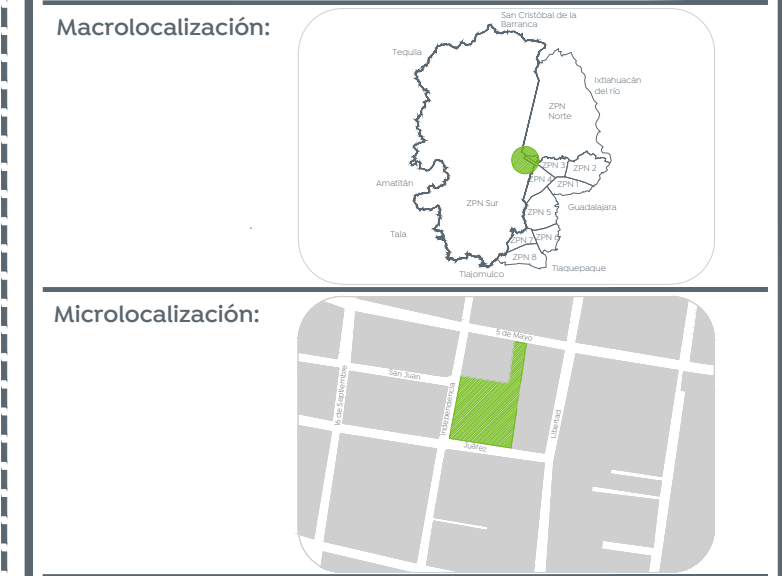 Macrolocalización:
San Cristóbal de la
Barranca
Tequila
Ixtlahuacán
del río
ZPN
Norte
ZPN 3
ZPN 2
ZPN 4
ZPN 1
Amatitán
ZPN Sur
Guadalajara
ZPN 5
Tala
ZPN 7
ZPN 6
ZPN 8
Tlajomulco
Tlaquepaque
Microlocalización:
5 de Mayo
San Juan
16 de Septiembre
Independencia
Libertad
Juárez